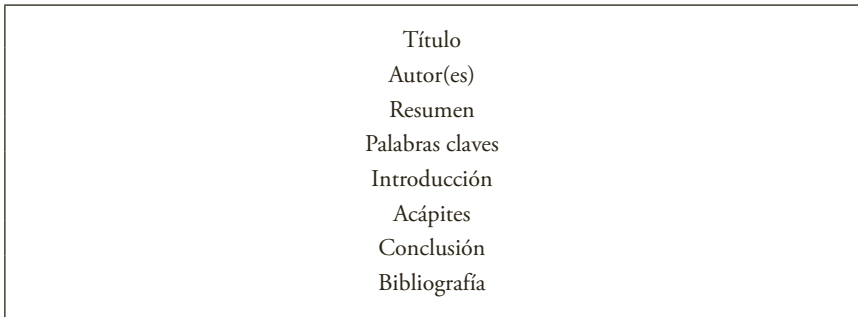 Título
Autor(es)
Resumen
Palabras claves
Introducción
Acápites
Conclusión
Bibliografía